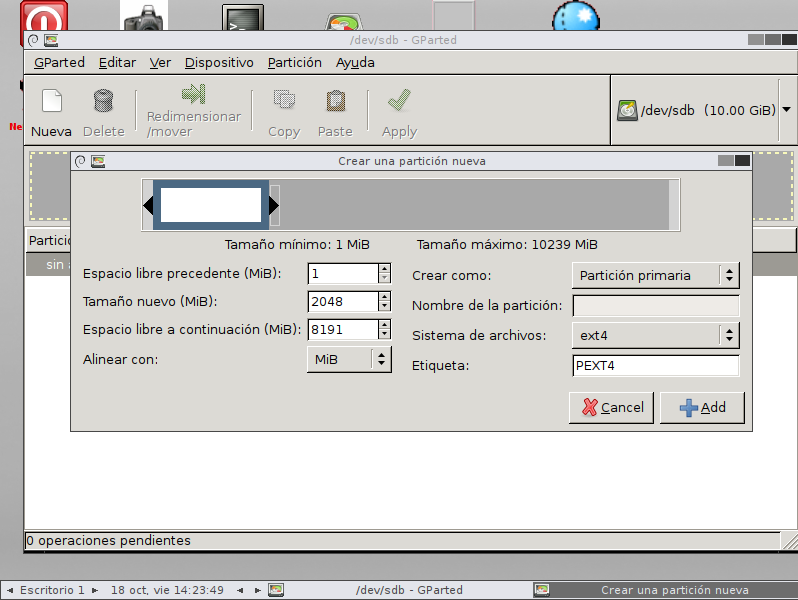 /dev/sdb - GParted
GParted Editar Ver Dispositivo Partición Ayuda
Nueva Delete Redimensionar /mover Copy Paste Apply /dev/sdb (10.00 GiB)
Ne
Crear una partición nueva
Tamaño mínimo: 1 MiB Tamaño máximo: 10239 MiB
Partició
sin
Espacio libre precedente (MiB): 1 Crear como: Partición primaria
Tamaño nuevo (MiB): 2048 Nombre de la partición:
Espacio libre a continuación (MiB): 8191 Sistema de archivos: ext4
Alinear con: MiB Etiqueta: PEXT4
Cancel Add
0 operaciones pendientes
Escritorio 1 18 oct, vie 14:23:49 /dev/sdb - GParted Crear una partición nueva